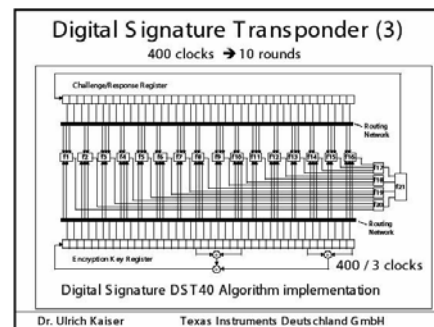 Digital Signature Transponder (3)
400 clocks ➔ 10 rounds
Challenge/Response Register
Routing
Network
f1 f2 f3 f4 f5 f6 f7 f8 f9 f10 f11 f12 f13 f14 f15 f16
f17
f18
f19
f20
f21
Routing
Network
Encryption Key Register
400 / 3 clocks
Digital Signature DST40 Algorithm implementation
Dr. Ulrich Kaiser Texas Instruments Deutschland GmbH